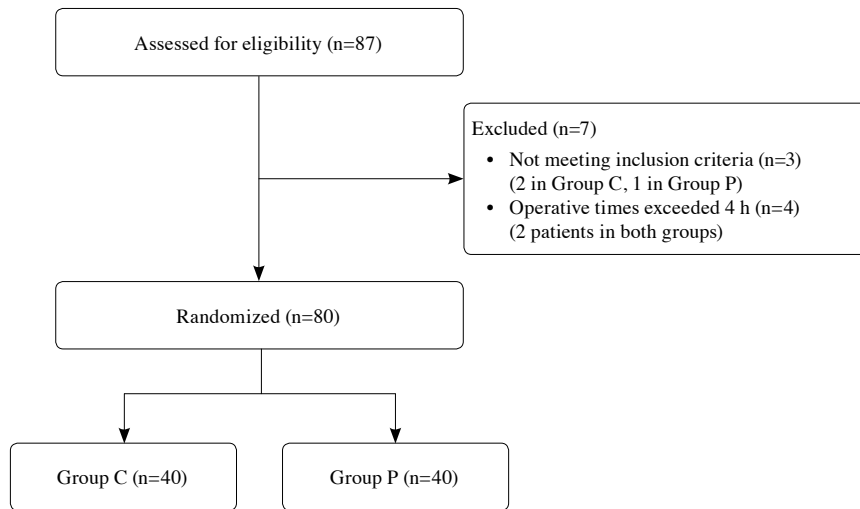 Assessed for eligibility (n=87)
Excluded (n=7)
• Not meeting inclusion criteria (n=3)
(2 in Group C, 1 in Group P)
• Operative times exceeded 4 h (n=4)
(2 patients in both groups)
Randomized (n=80)
Group C (n=40)
Group P (n=40)